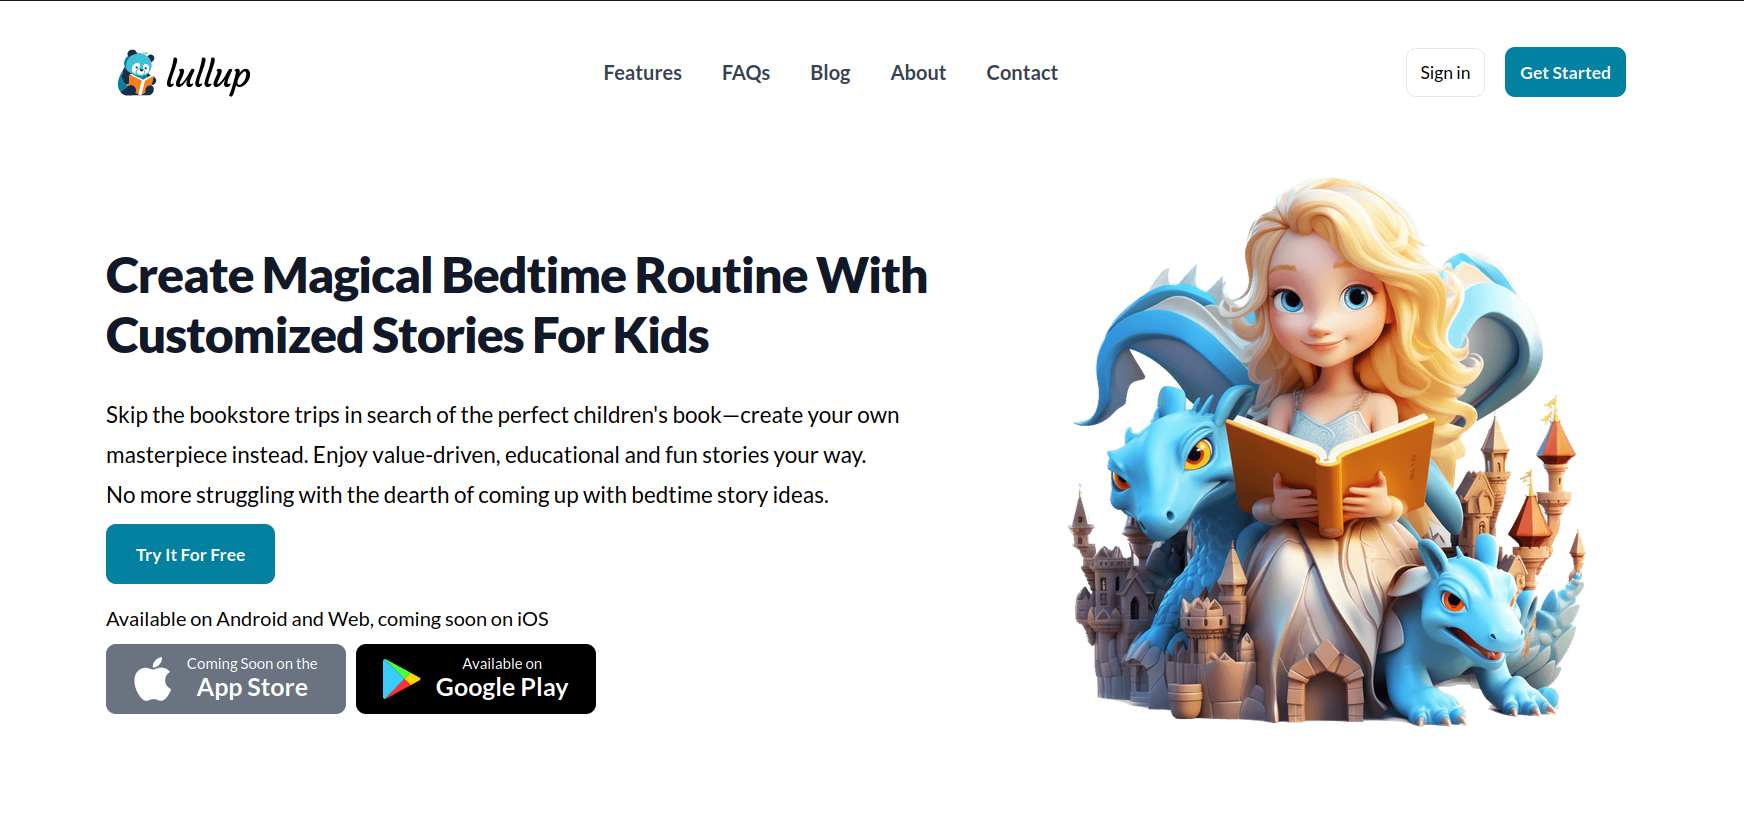 lullup
Features
FAQs
Blog
About
Contact
Sign in
Get Started
Create Magical Bedtime Routine With
Customized Stories For Kids
Skip the bookstore trips in search of the perfect children's book—create your own
masterpiece instead. Enjoy value-driven, educational and fun stories your way.
No more struggling with the dearth of coming up with bedtime story ideas.
Try It For Free
Available on Android and Web, coming soon on iOS
Coming Soon on the
App Store
Available on
Google Play